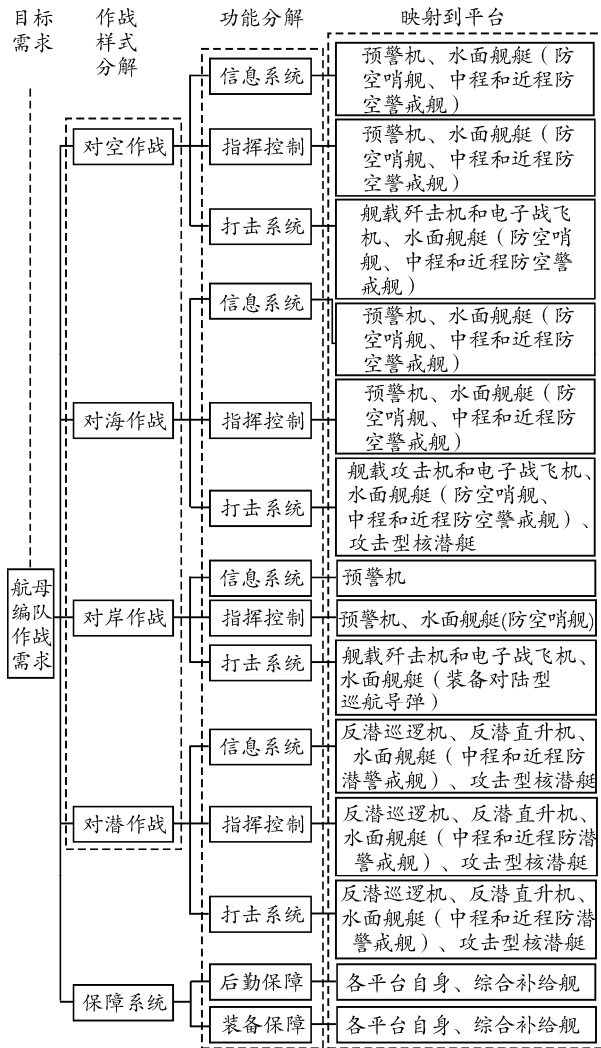 目标
需求
作战
样式
分解
功能分解
映射到平台
信息系统
预警机、水面舰艇（防
空哨舰、中程和近程防
空警戒舰）
对空作战
指挥控制
预警机、水面舰艇（防
空哨舰、中程和近程防
空警戒舰）
打击系统
舰载歼击机和电子战飞
机、水面舰艇（防空哨
舰、中程和近程防空警
戒舰）
信息系统
预警机、水面舰艇（防
空哨舰、中程和近程防
空警戒舰）
对海作战
指挥控制
预警机、水面舰艇（防
空哨舰、中程和近程防
空警戒舰）
打击系统
舰载攻击机和电子战飞机、
水面舰艇（防空哨舰、
中程和近程防空警戒舰）、
攻击型核潜艇
航母
编队
作战
需求
信息系统
预警机
对岸作战
指挥控制
预警机、水面舰艇(防空哨舰)
打击系统
舰载歼击机和电子战飞机、
水面舰艇（装备对陆型
巡航导弹）
信息系统
反潜巡逻机、反潜直升机、
水面舰艇（中程和近程防
潜警戒舰）、攻击型核潜艇
对潜作战
指挥控制
反潜巡逻机、反潜直升机、
水面舰艇（中程和近程防潜
警戒舰）、攻击型核潜艇
打击系统
反潜巡逻机、反潜直升机、
水面舰艇（中程和近程防潜
警戒舰）、攻击型核潜艇
保障系统
后勤保障
各平台自身、综合补给舰
装备保障
各平台自身、综合补给舰